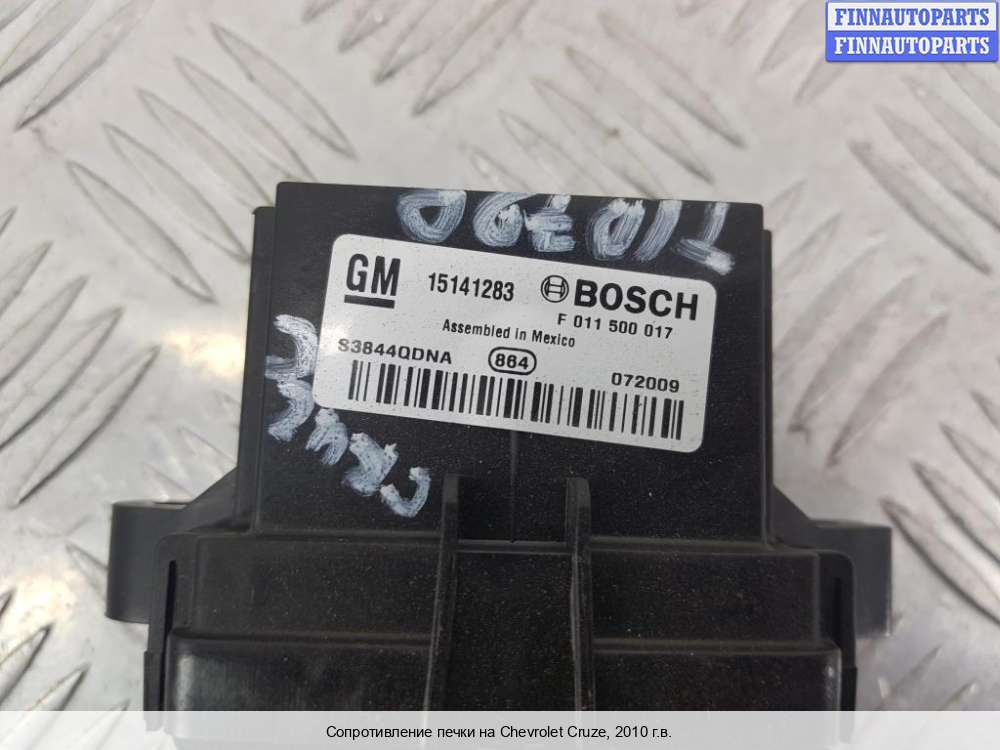 FINNAUTOPARTS
FINNAUTOPARTS
GM 15141283 BOSCH
F 011 500 017
Assembled in Mexico
S3844QDNA 864 072009
Сопротивление печки на Chevrolet Cruze, 2010 г.в.